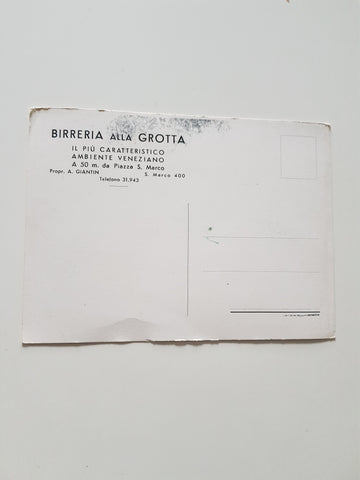 BIRRERIA ALLA GROTTA
IL PIÙ CARATTERISTICO
AMBIENTE VENEZIANO
A 50 m. da Piazza S. Marco
Propr. A. GIANTIN S. Marco 400
Telefono 31.943